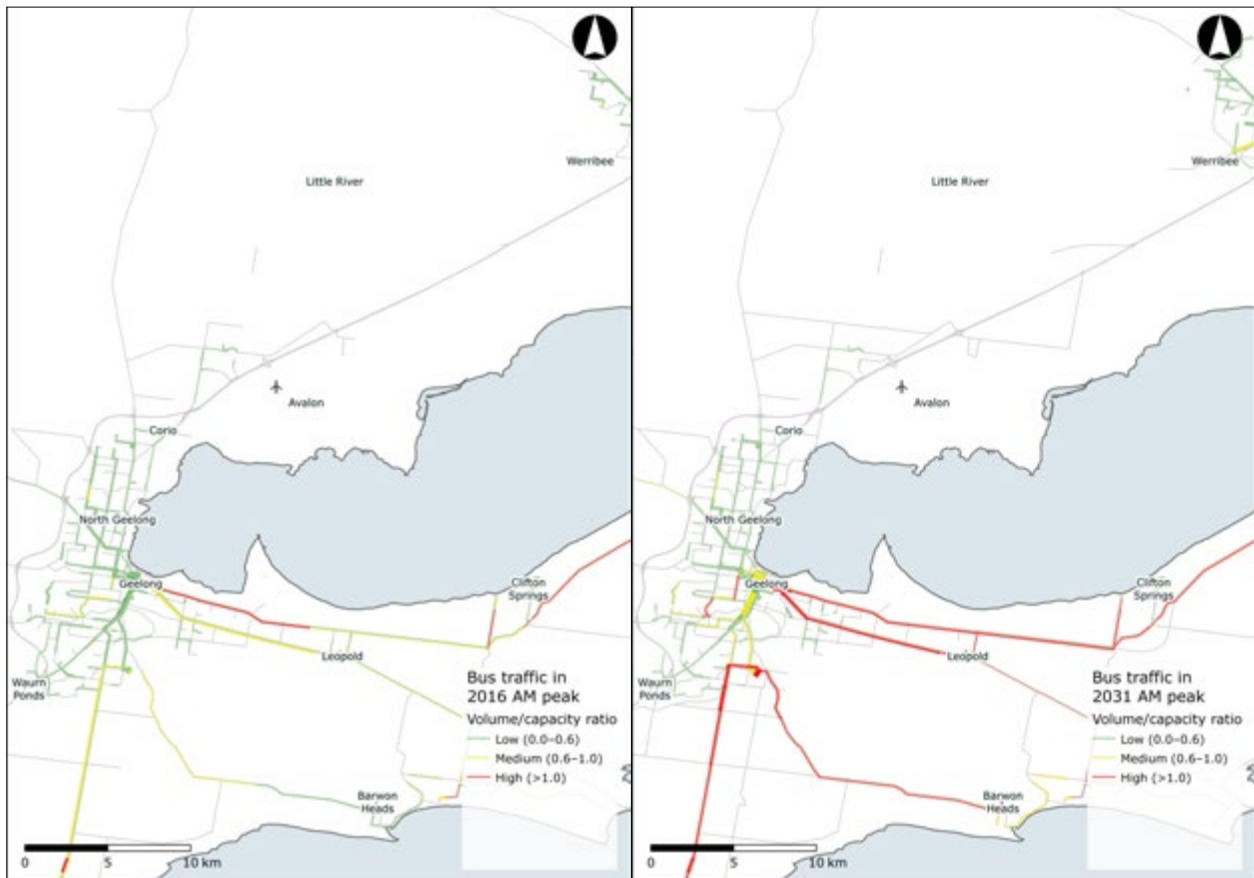 Werribee
Little River
Avalon
Corio
North Geelong
Geelong
Clifton
Springs
Leopold
Waurn
Ponds
Barwon
Heads
Bus traffic in
2016 AM peak
Volume/capacity ratio
Low (0.0–0.6)
Medium (0.6–1.0)
High (>1.0)
0 5 10 km
Werribee
Little River
Avalon
Corio
North Geelong
Geelong
Clifton
Springs
Leopold
Waurn
Ponds
Barwon
Heads
Bus traffic in
2031 AM peak
Volume/capacity ratio
Low (0.0–0.6)
Medium (0.6–1.0)
High (>1.0)
0 5 10 km